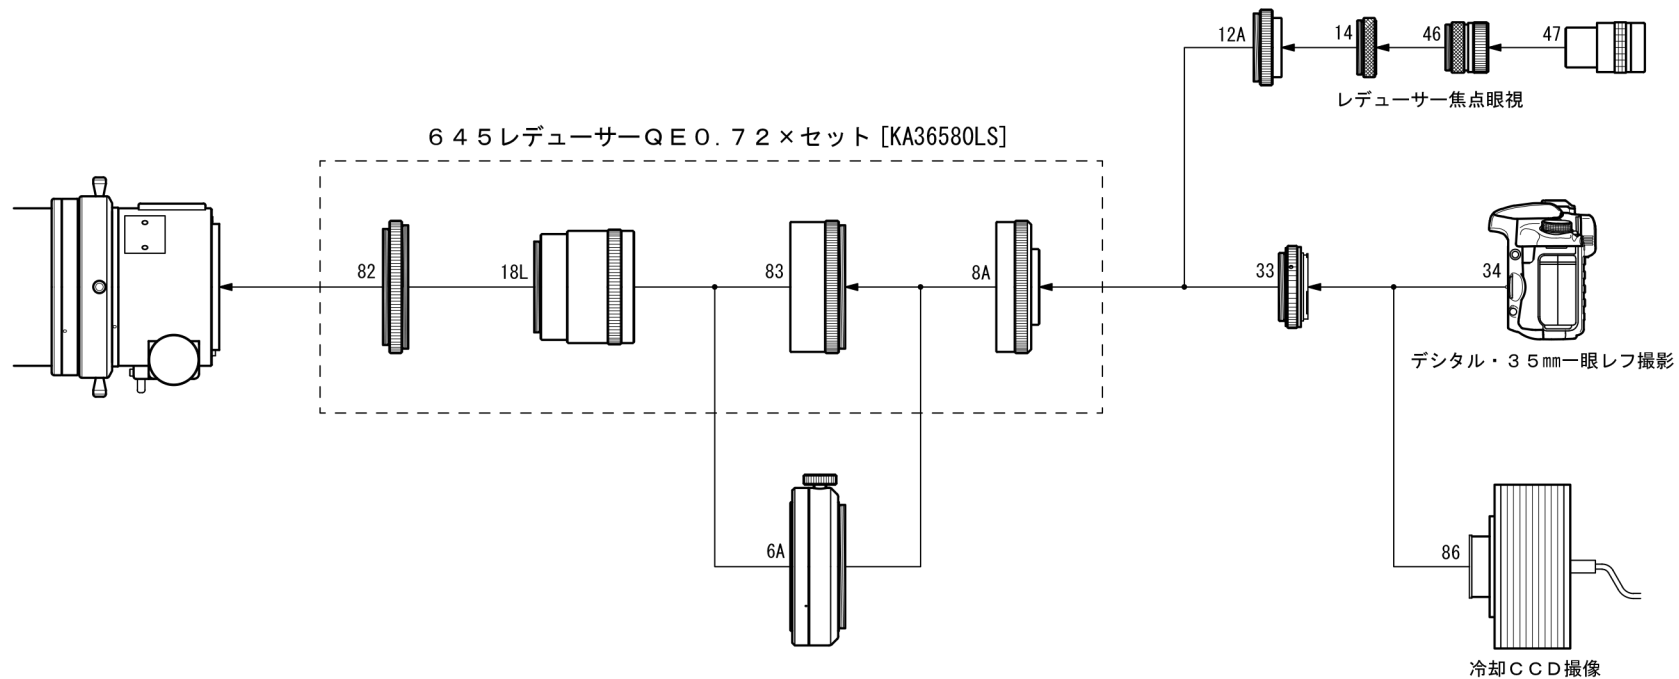 12A
14
46
47
レデューサー焦点眼視
６４５レデューサーＱＥ０.７２×セット [KA36580LS]
82
18L
83
8A
33
34
デシタル・３５㎜一眼レフ撮影
6A
86
冷却ＣＣＤ撮像